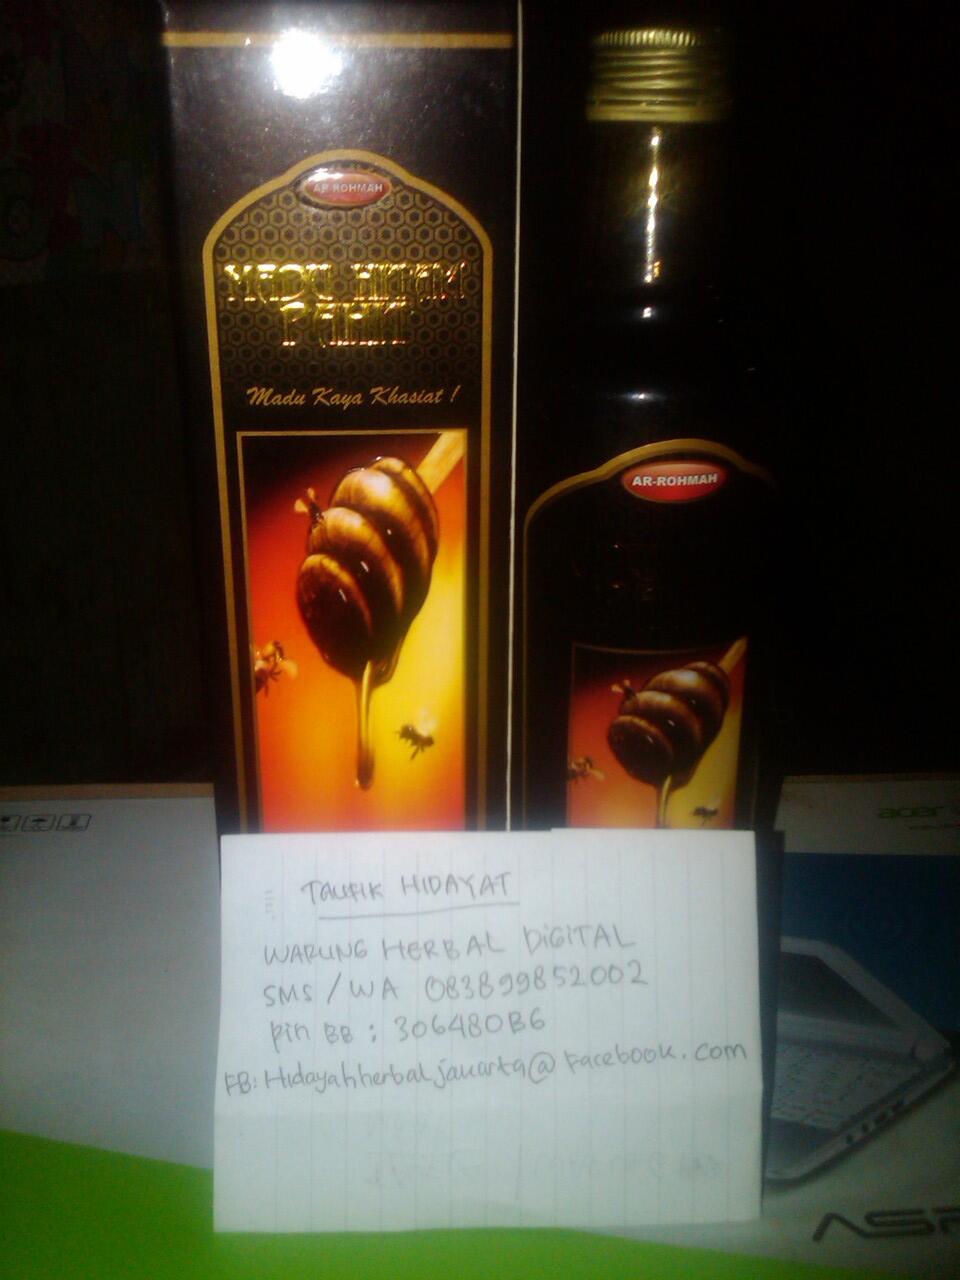 AR-ROHMAH
MADU HITAM
PAHIT
Madu Kaya Khasiat !
AR-ROHMAH
acer
TAUFIK HIDAYAT
WARUNG HERBAL DIGITAL
SMS / WA 083899852002
pin BB : 306480B6
FB: Hidayahherbaljakarta@Facebook.com
ASP